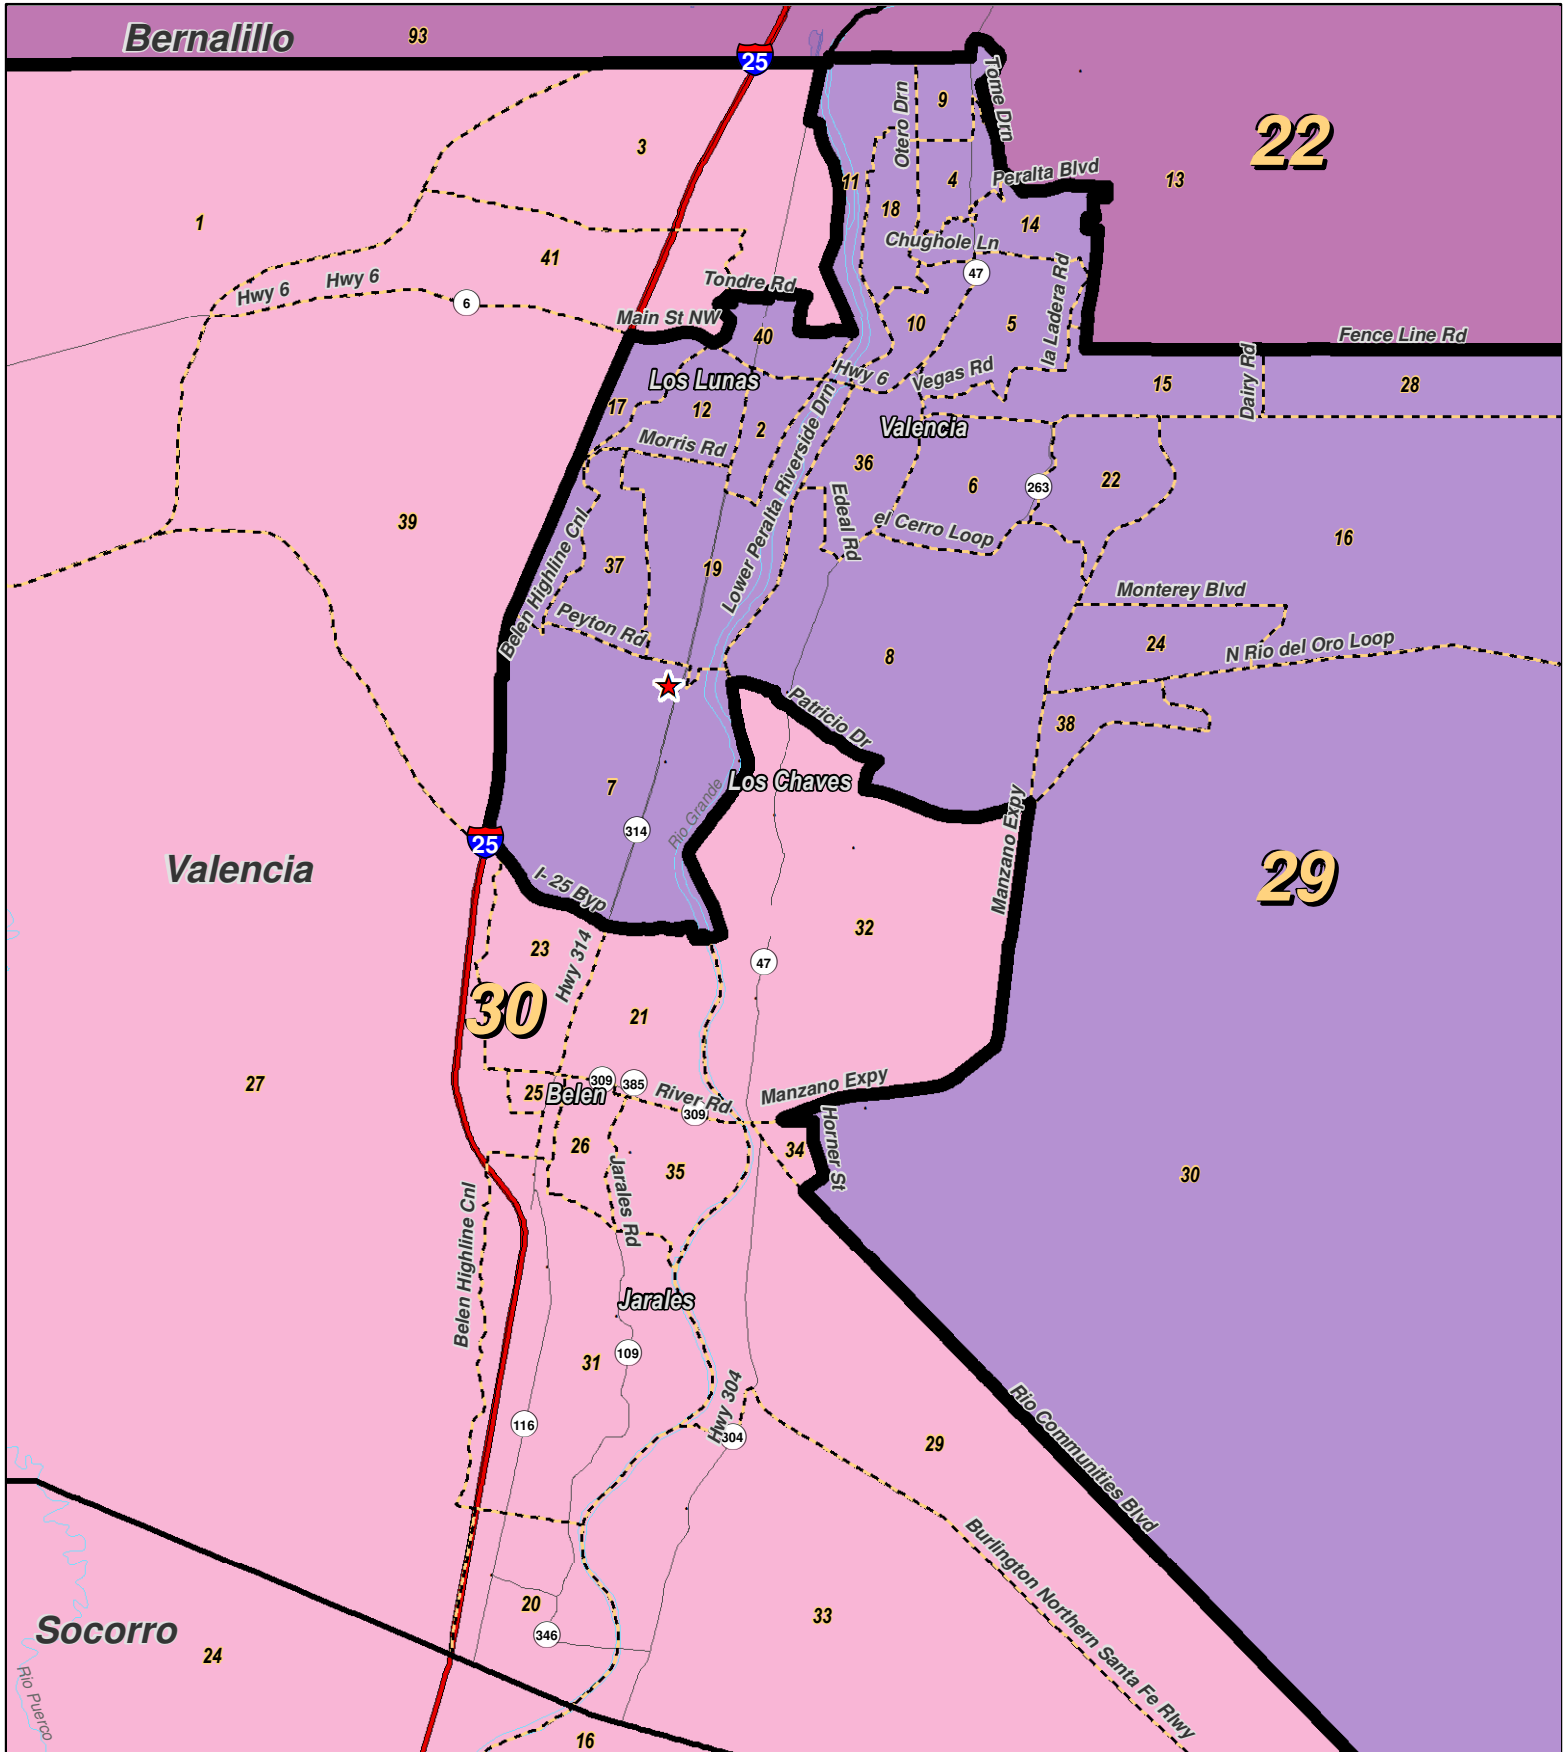 Bernalillo
93
25
Tome Drn
Otero Drn
9
22
3
11
4
Peralta Blvd
13
18
14
1
41
Chughole Ln
47
Hwy 6
Hwy 6
6
Tondre Rd
la Ladera Rd
Main St NW
40
10
5
Fence Line Rd
Los Lunas
Hwy 6
Vegas Rd
15
Dairy Rd
28
17
12
2
Valencia
Morris Rd
Lower Peralta Riverside Drn
36
6
263
22
39
Edeal Rd
el Cerro Loop
16
Belen Highline Cnl
37
19
Monterey Blvd
Peyton Rd
8
24
N Rio del Oro Loop
Patricio Dr
38
7
Los Chaves
314
Rio Grande
25
Manzano Expy
Valencia
29
I- 25 Byp
32
23
Hwy 314
47
30
21
27
309
385
25
Belen
River Rd
309
Manzano Expy
26
35
34
Horner St
30
Jarales Rd
Belen Highline Cnl
Jarales
31
109
Hwy 304
116
304
29
Rio Communities Blvd
Burlington Northern Santa Fe Rlwy
20
33
346
Socorro
24
Rio Puerco
16